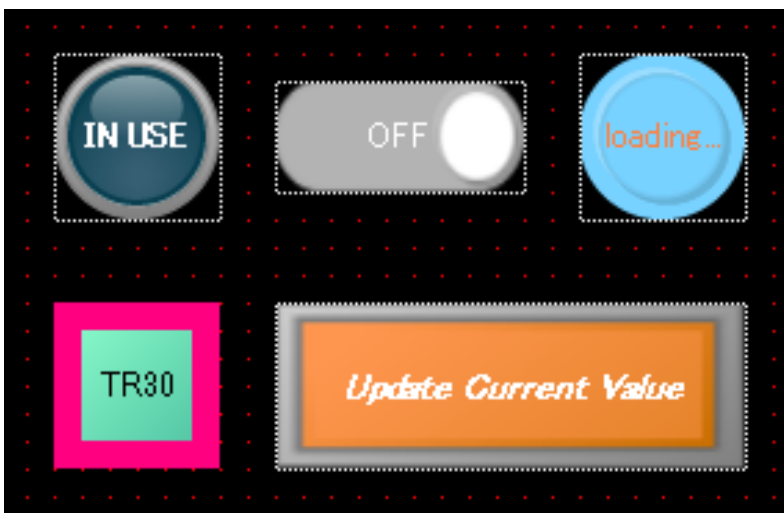 IN USE
OFF
loading...
TR30
Update Current Value